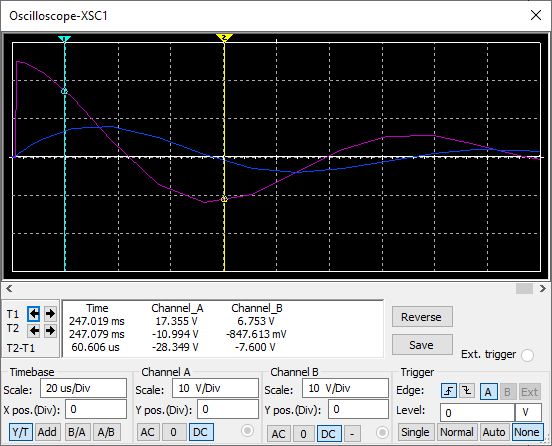 Oscilloscope-XSC1
1 2
Time Channel_A Channel_B
T1 247.019 ms 17.355 V 6.753 V
T2 247.079 ms -10.994 V -847.613 mV
T2-T1 60.606 us -28.349 V -7.600 V
Reverse
Save
Ext. trigger
Timebase Channel A Channel B Trigger
Scale: 20 us/Div Scale: 10 V/Div Scale: 10 V/Div Edge: A B Ext
X pos.(Div): 0 Y pos.(Div): 0 Y pos.(Div): 0 Level: 0 V
Y/T Add B/A A/B AC 0 DC AC 0 DC - Single Normal Auto None